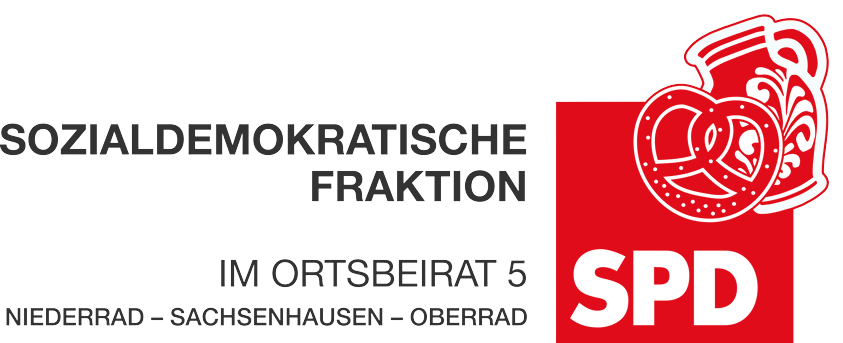 SOZIALDEMOKRATISCHE
FRAKTION
IM ORTSBEIRAT 5
NIEDERRAD – SACHSENHAUSEN – OBERRAD
SPD